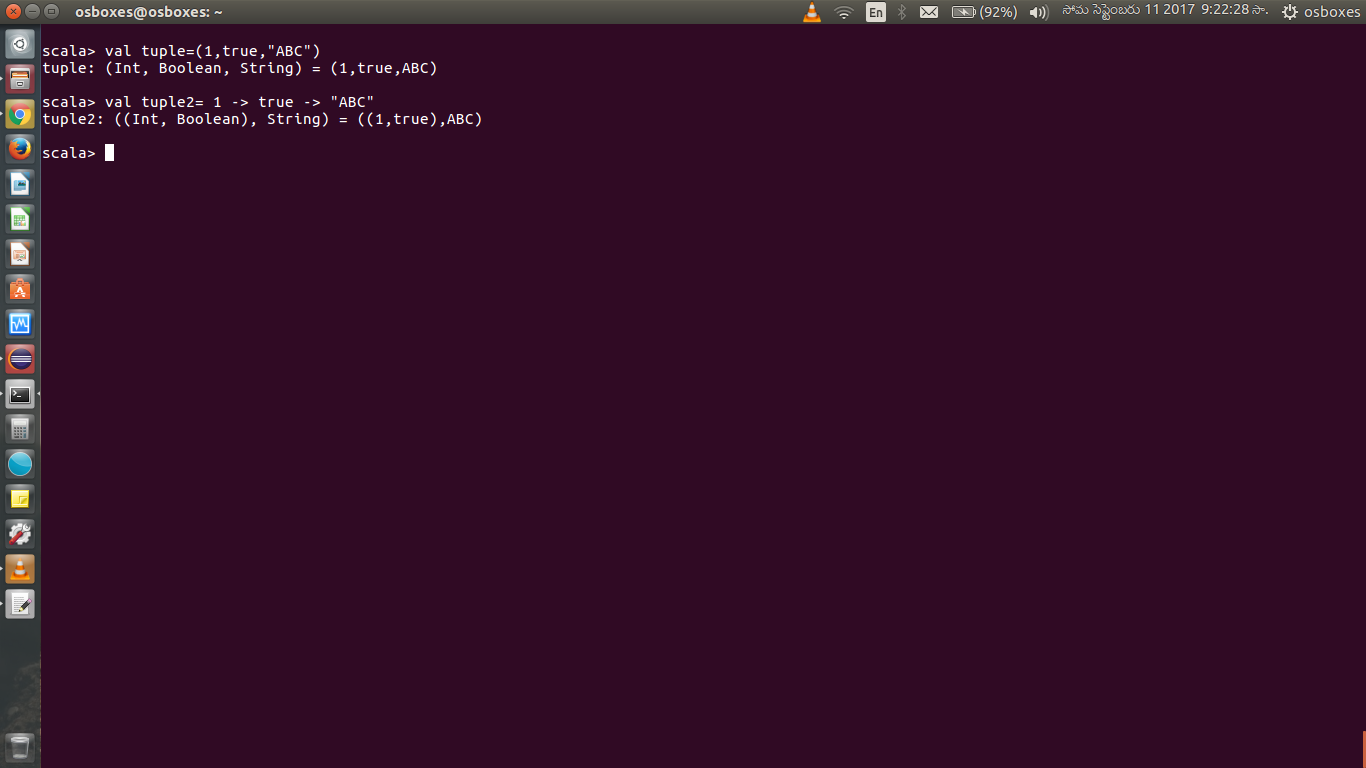 osboxes@osboxes: ~
En (92%) సోమ సెప్టెంబరు 11 2017 9:22:28 సా. osboxes
scala> val tuple=(1,true,"ABC")
tuple: (Int, Boolean, String) = (1,true,ABC)
scala> val tuple2= 1 -> true -> "ABC"
tuple2: ((Int, Boolean), String) = ((1,true),ABC)
scala>